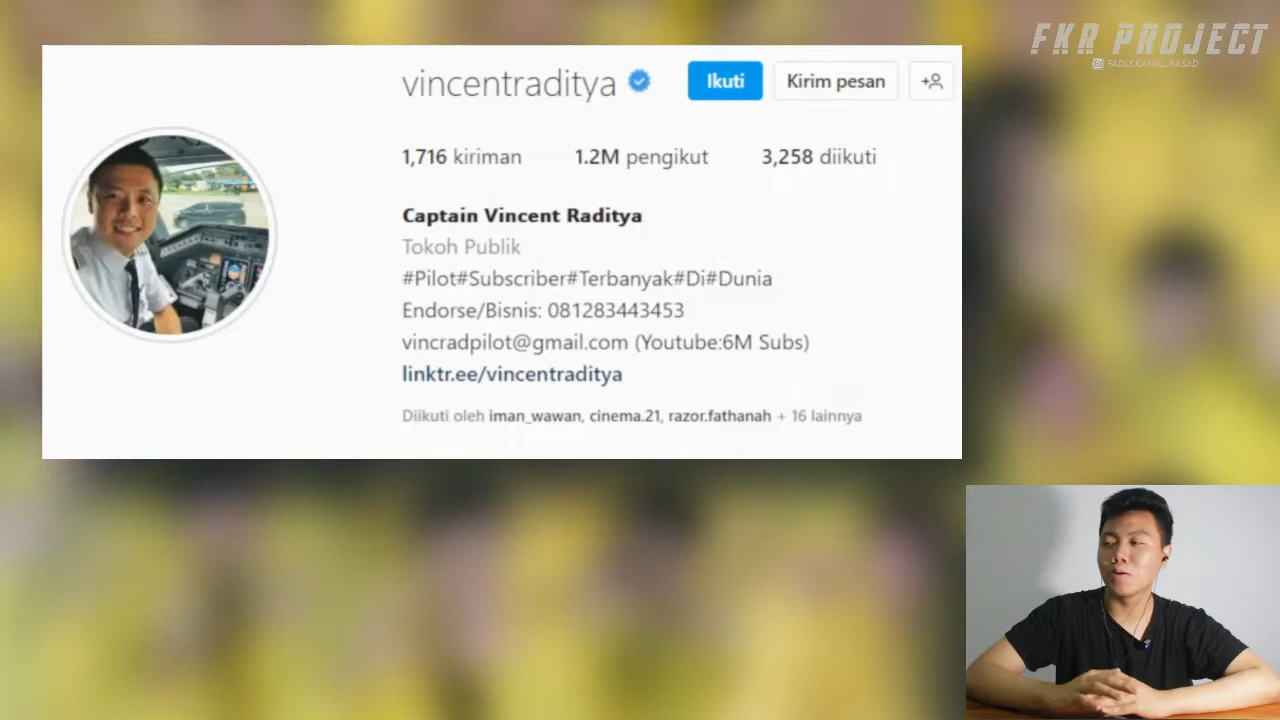 FKR PROJECT
FADLY.KAMAL.RASAD
vincentraditya
Ikuti
Kirim pesan
1,716 kiriman
1.2M pengikut
3,258 diikuti
Captain Vincent Raditya
Tokoh Publik
#Pilot#Subscriber#Terbanyak#Di#Dunia
Endorse/Bisnis: 081283443453
vincradpilot@gmail.com (Youtube:6M Subs)
linktr.ee/vincentraditya
Diikuti oleh iman_wawan, cinema.21, razor.fathanah + 16 lainnya